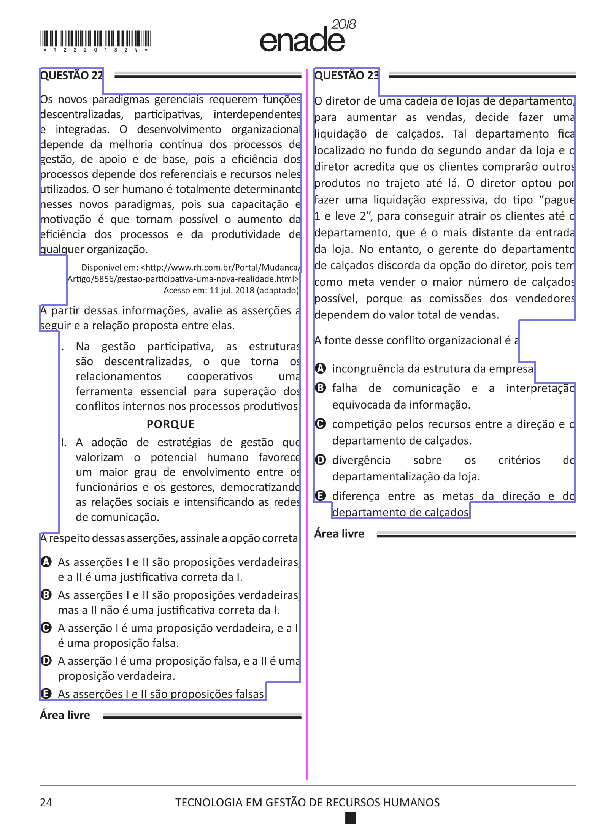 enade2018
QUESTÃO 22
Os novos paradigmas gerenciais requerem funções
descentralizadas, participativas, interdependentes
e integradas. O desenvolvimento organizacional
depende da melhoria contínua dos processos de
gestão, de apoio e de base, pois a eficiência dos
processos depende dos referenciais e recursos neles
utilizados. O ser humano é totalmente determinante
nesses novos paradigmas, pois sua capacitação e
motivação é que tornam possível o aumento da
eficiência dos processos e da produtividade de
qualquer organização.
Disponível em: <http://www.rh.com.br/Portal/Mudanca/
Artigo/5856/gestao-participativa-uma-nova-realidade.html>.
Acesso em: 11 jul. 2018 (adaptado).
A partir dessas informações, avalie as asserções a
seguir e a relação proposta entre elas.
I. Na gestão participativa, as estruturas
são descentralizadas, o que torna os
relacionamentos cooperativos uma
ferramenta essencial para superação dos
conflitos internos nos processos produtivos.
PORQUE
II. A adoção de estratégias de gestão que
valorizam o potencial humano favorece
um maior grau de envolvimento entre os
funcionários e os gestores, democratizando
as relações sociais e intensificando as redes
de comunicação.
A respeito dessas asserções, assinale a opção correta.
A As asserções I e II são proposições verdadeiras,
e a II é uma justificativa correta da I.
B As asserções I e II são proposições verdadeiras,
mas a II não é uma justificativa correta da I.
C A asserção I é uma proposição verdadeira, e a II
é uma proposição falsa.
D A asserção I é uma proposição falsa, e a II é uma
proposição verdadeira.
E As asserções I e II são proposições falsas.
Área livre
QUESTÃO 23
O diretor de uma cadeia de lojas de departamento,
para aumentar as vendas, decide fazer uma
liquidação de calçados. Tal departamento fica
localizado no fundo do segundo andar da loja e o
diretor acredita que os clientes comprarão outros
produtos no trajeto até lá. O diretor optou por
fazer uma liquidação expressiva, do tipo “pague
1 e leve 2”, para conseguir atrair os clientes até o
departamento, que é o mais distante da entrada
da loja. No entanto, o gerente do departamento
de calçados discorda da opção do diretor, pois tem
como meta vender o maior número de calçados
possível, porque as comissões dos vendedores
dependem do valor total de vendas.
A fonte desse conflito organizacional é a
A incongruência da estrutura da empresa.
B falha de comunicação e a interpretação
equivocada da informação.
C competição pelos recursos entre a direção e o
departamento de calçados.
D divergência sobre os critérios de
departamentalização da loja.
E diferença entre as metas da direção e do
departamento de calçados.
Área livre
24
TECNOLOGIA EM GESTÃO DE RECURSOS HUMANOS